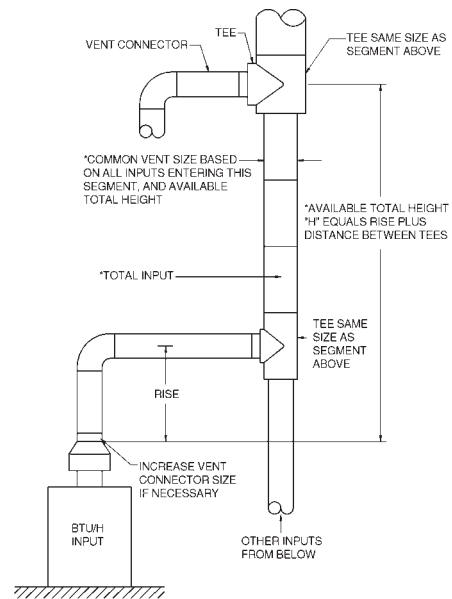 TEE
VENT CONNECTOR
TEE SAME SIZE AS
SEGMENT ABOVE
*COMMON VENT SIZE BASED
ON ALL INPUTS ENTERING THIS
SEGMENT, AND AVAILABLE
TOTAL HEIGHT
*AVAILABLE TOTAL HEIGHT
"H" EQUALS RISE PLUS
DISTANCE BETWEEN TEES
*TOTAL INPUT
TEE SAME
SIZE AS
SEGMENT
ABOVE
RISE
INCREASE VENT
CONNECTOR SIZE
IF NECESSARY
BTU/H
INPUT
OTHER INPUTS
FROM BELOW